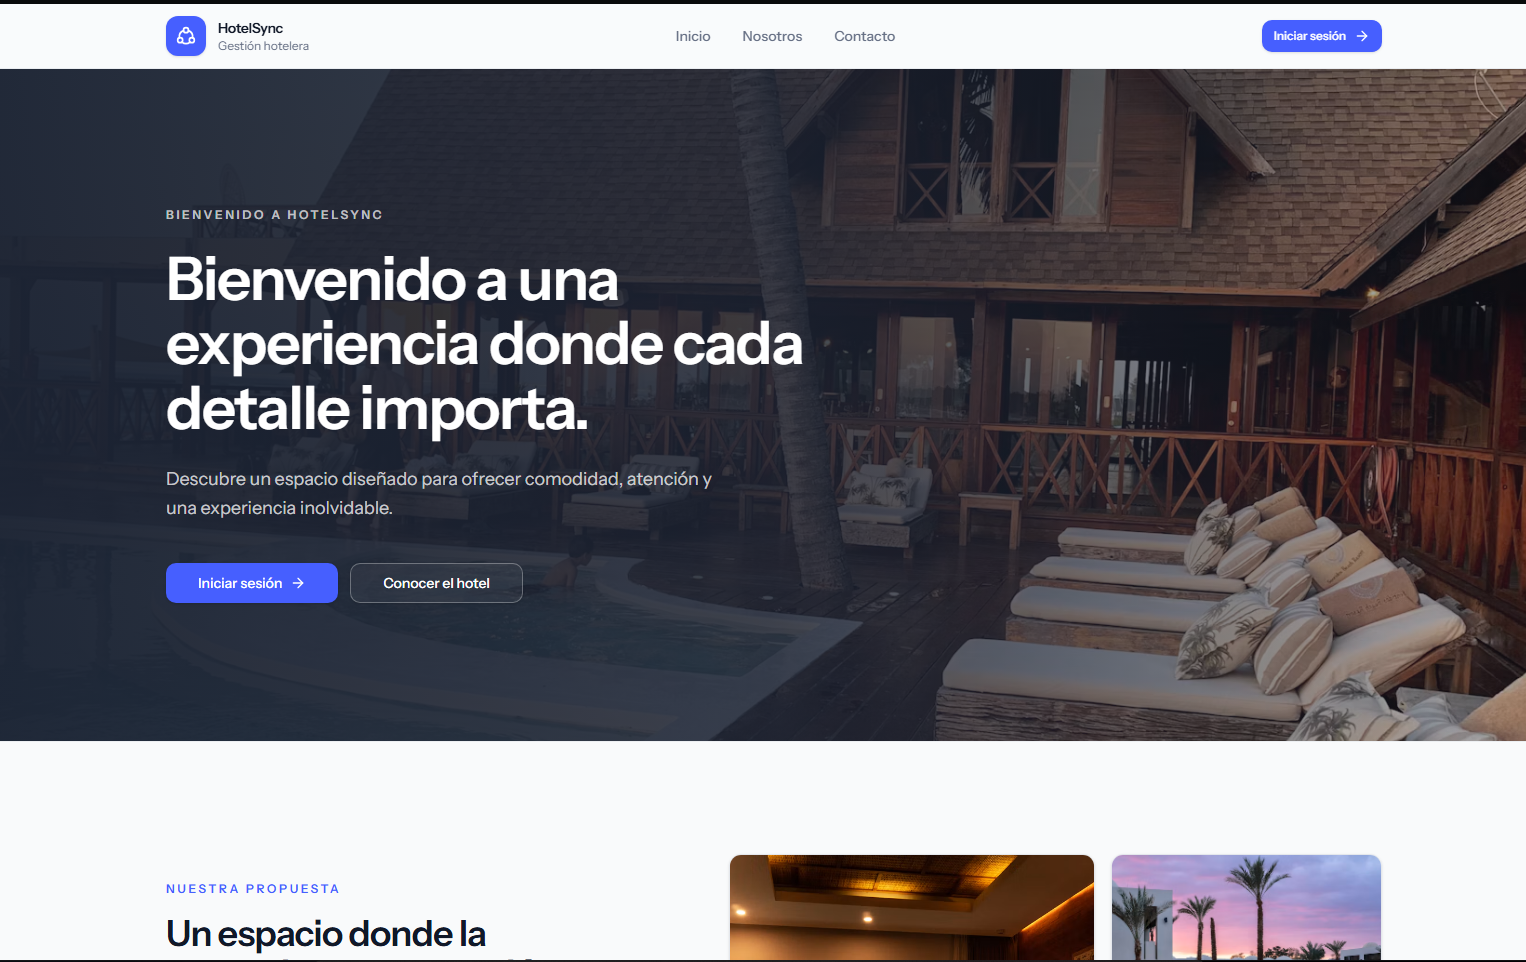 HotelSync
Gestión hotelera
Inicio
Nosotros
Contacto
Iniciar sesión
BIENVENIDO A HOTELSYNC
Bienvenido a una
experiencia donde cada
detalle importa.
Descubre un espacio diseñado para ofrecer comodidad, atención y
una experiencia inolvidable.
Iniciar sesión
Conocer el hotel
NUESTRA PROPUESTA
Un espacio donde la